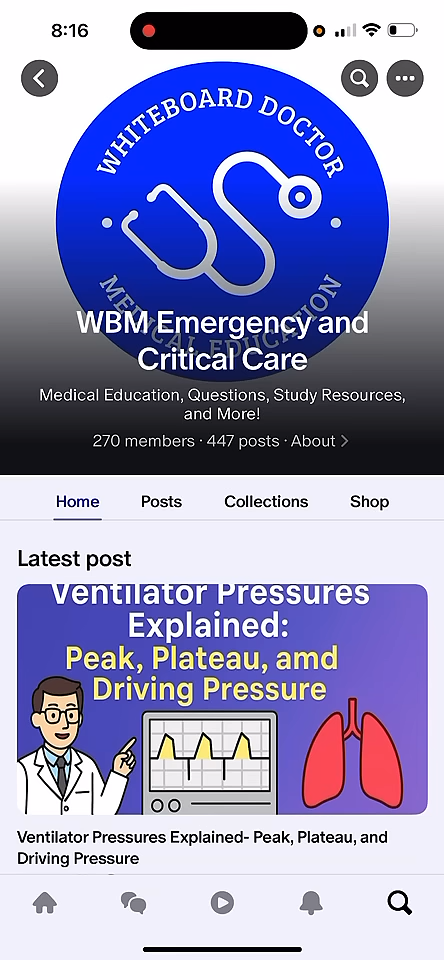 8:16
WHITEBOARD DOCTOR
MEDICAL EDUCATION
WBM Emergency and
Critical Care
Medical Education, Questions, Study Resources,
and More!
270 members · 447 posts · About >
Home Posts Collections Shop
Latest post
Ventilator Pressures
Explained:
Peak, Plateau, amd
Driving Pressure
Ventilator Pressures Explained- Peak, Plateau, and
Driving Pressure